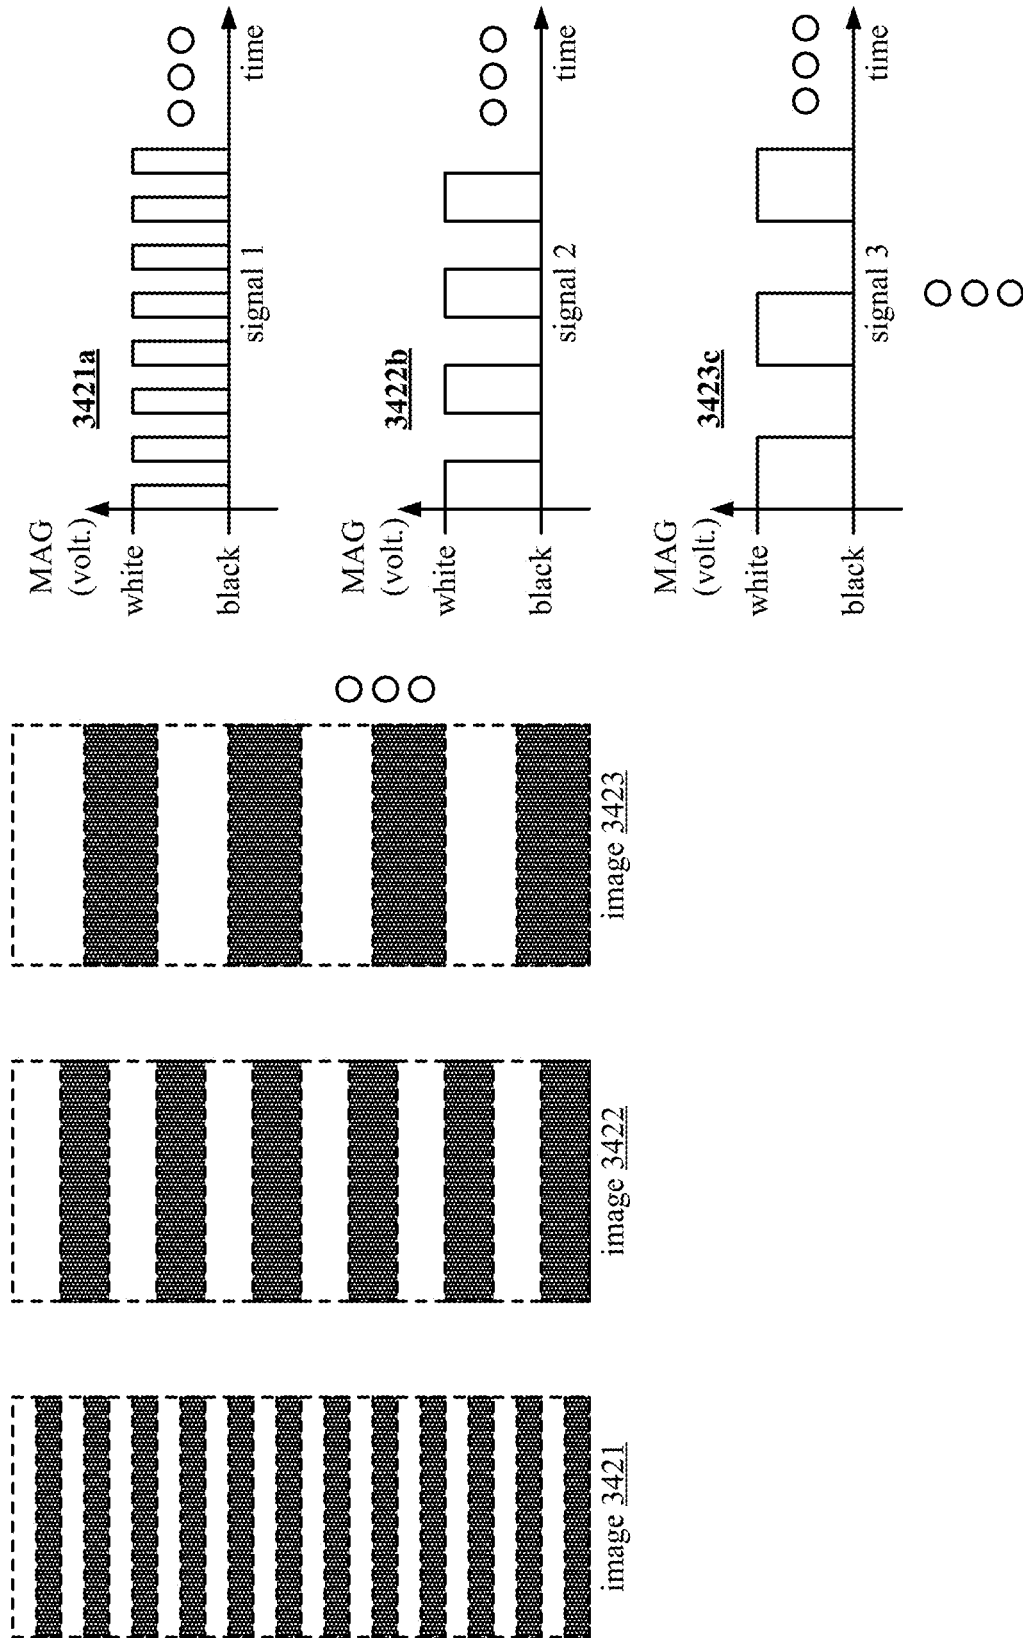 image 3421
image 3422
image 3423
MAG
(volt.)
white
black
3421a
signal 1
time
MAG
(volt.)
white
black
3422b
signal 2
time
MAG
(volt.)
white
black
3423c
signal 3
time